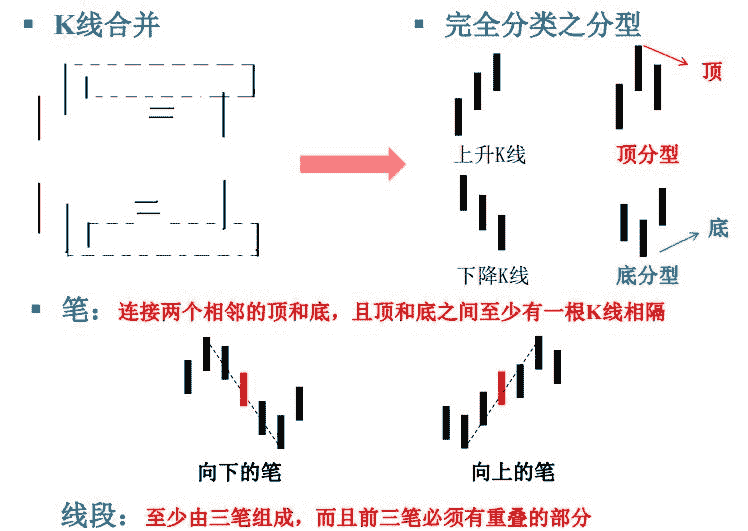 K线合并
完全分类之分型
顶
上升K线
顶分型
底
下降K线
底分型
笔：连接两个相邻的顶和底，且顶和底之间至少有一根K线相隔
向下的笔
向上的笔
线段：至少由三笔组成，而且前三笔必须有重叠的部分